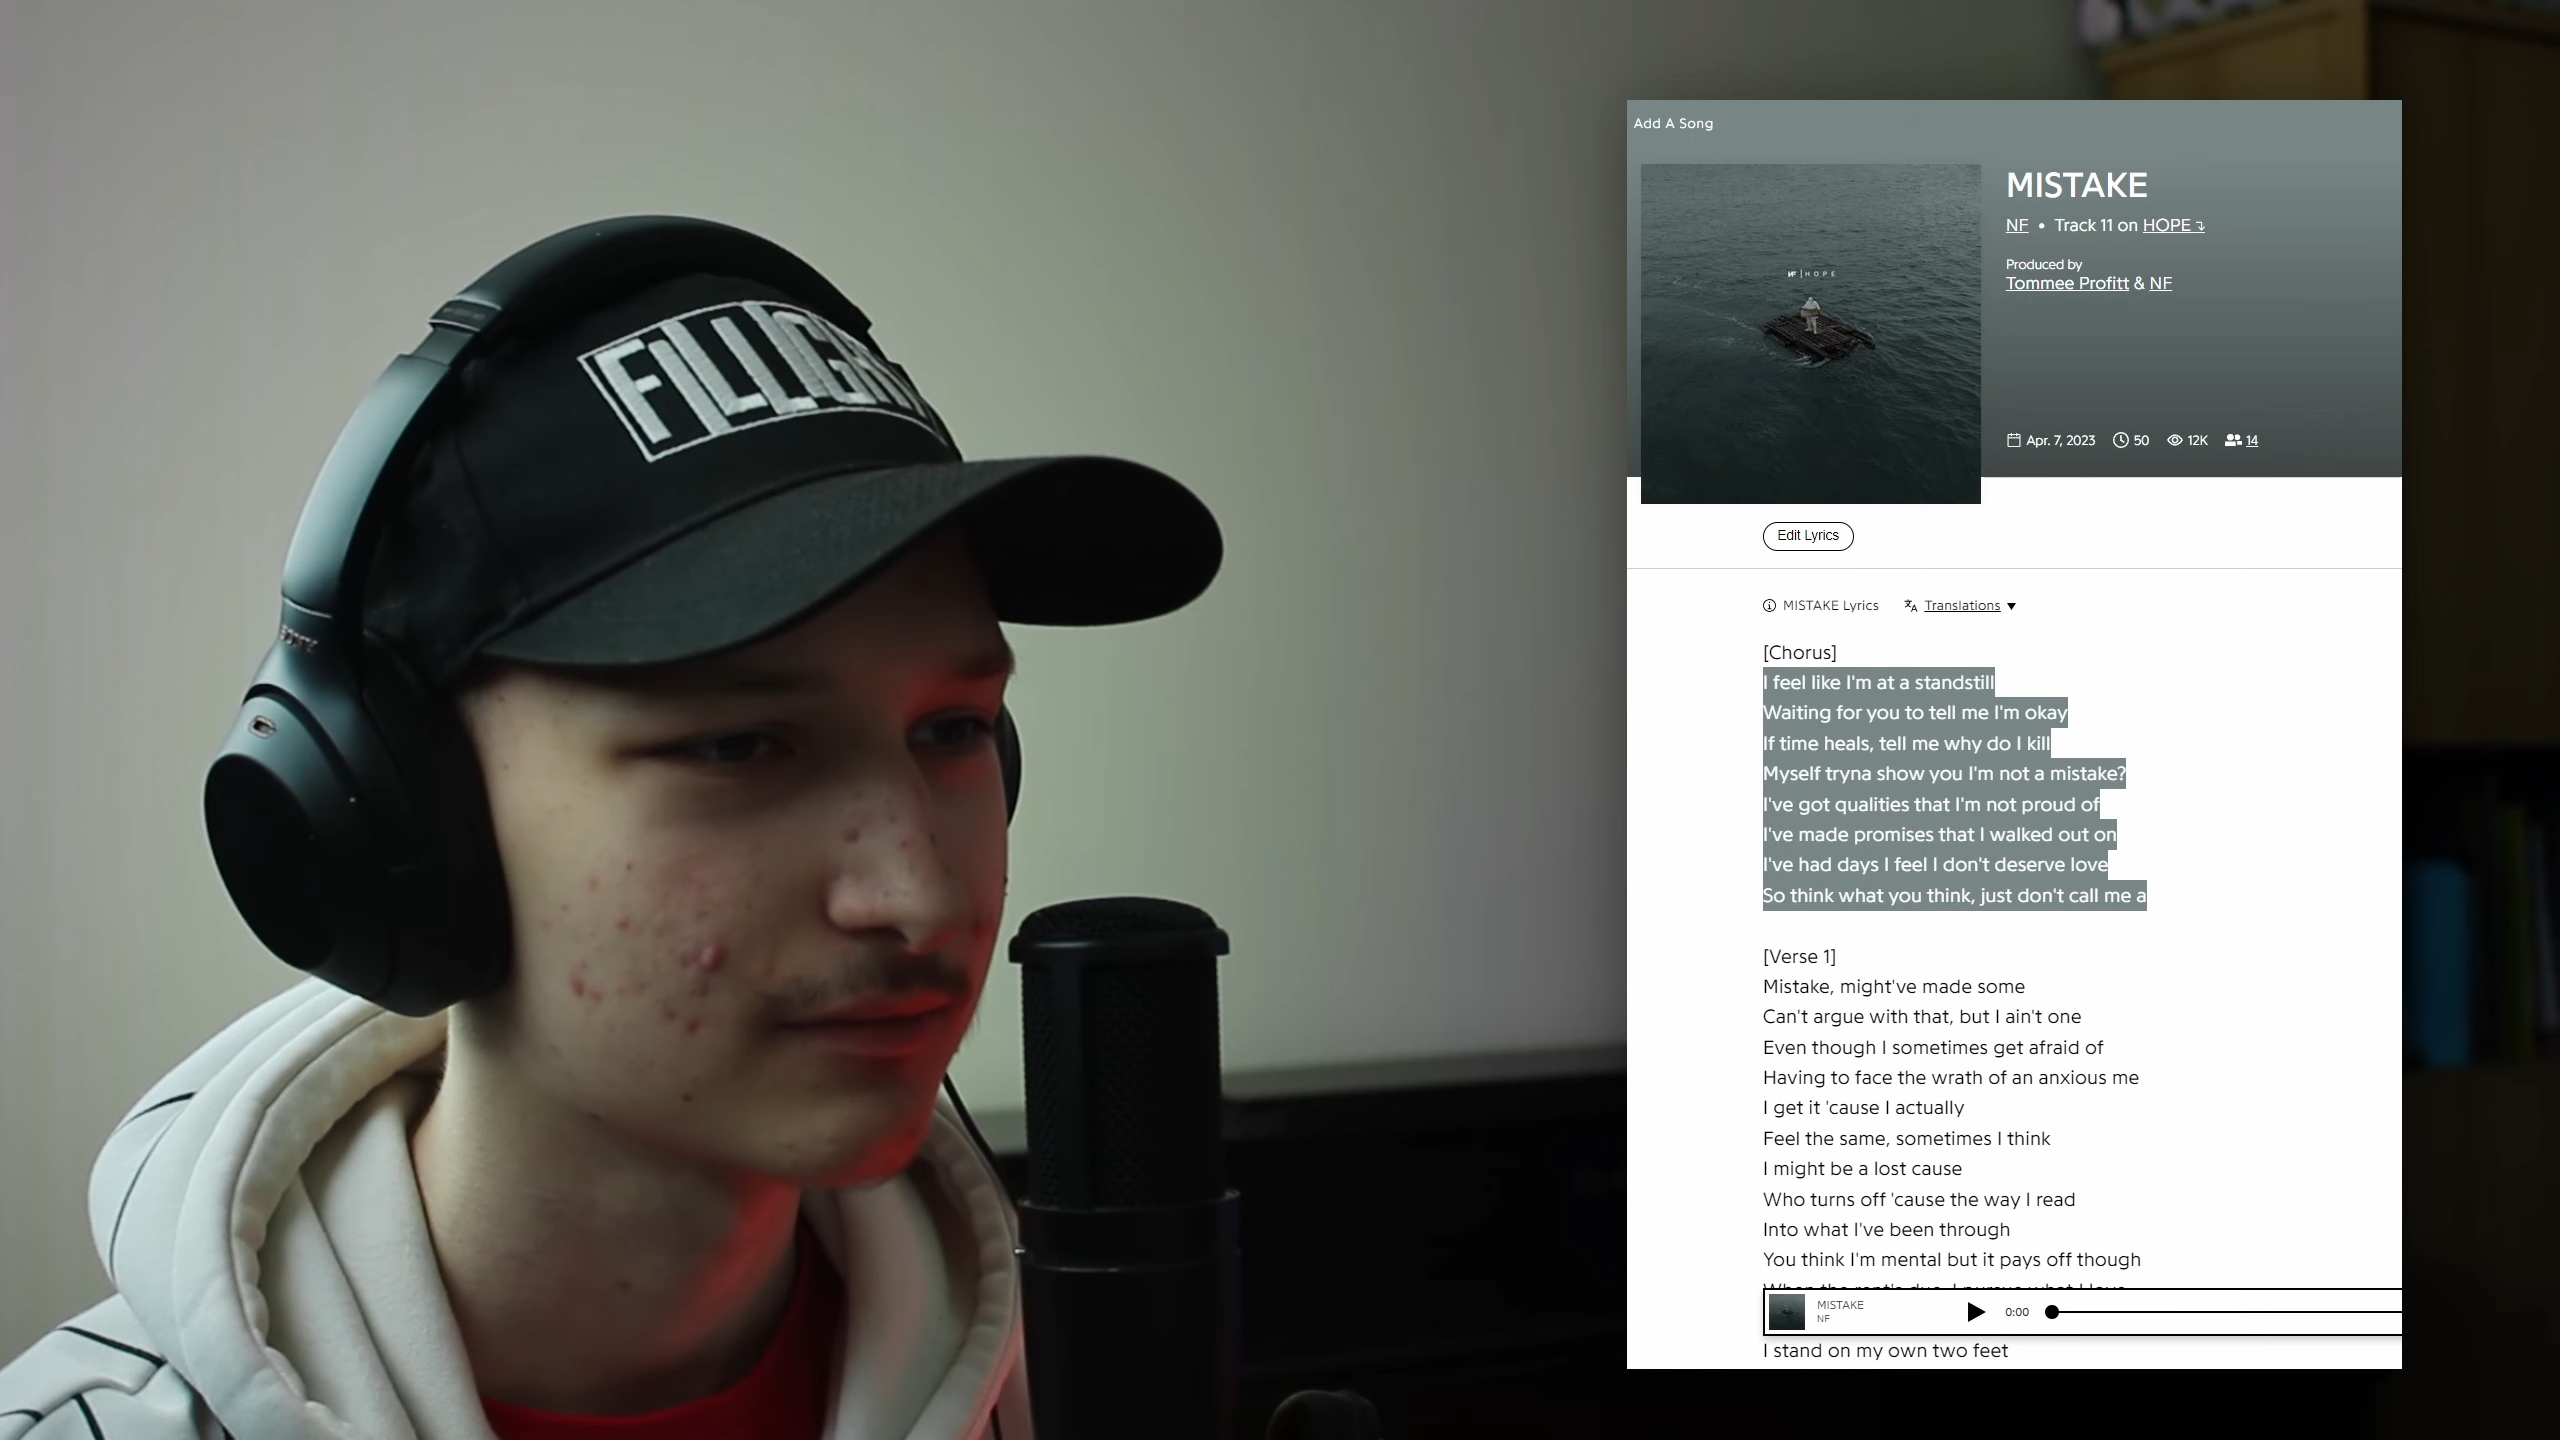 FILLIGR
SONY
Add A Song
NF | HOPE
MISTAKE
NF • Track 11 on HOPE
Produced by
Tommee Profitt & NF
Apr. 7, 2023 50 12K 14
Edit Lyrics
MISTAKE Lyrics Translations
[Chorus]
I feel like I'm at a standstill
Waiting for you to tell me I'm okay
If time heals, tell me why do I kill
Myself tryna show you I'm not a mistake?
I've got qualities that I'm not proud of
I've made promises that I walked out on
I've had days I feel I don't deserve love
So think what you think, just don't call me a
[Verse 1]
Mistake, might've made some
Can't argue with that, but I ain't one
Even though I sometimes get afraid of
Having to face the wrath of an anxious me
I get it 'cause I actually
Feel the same, sometimes I think
I might be a lost cause
Who turns off 'cause the way I read
Into what I've been through
You think I'm mental but it pays off though
MISTAKE
NF
0:00
I stand on my own two feet